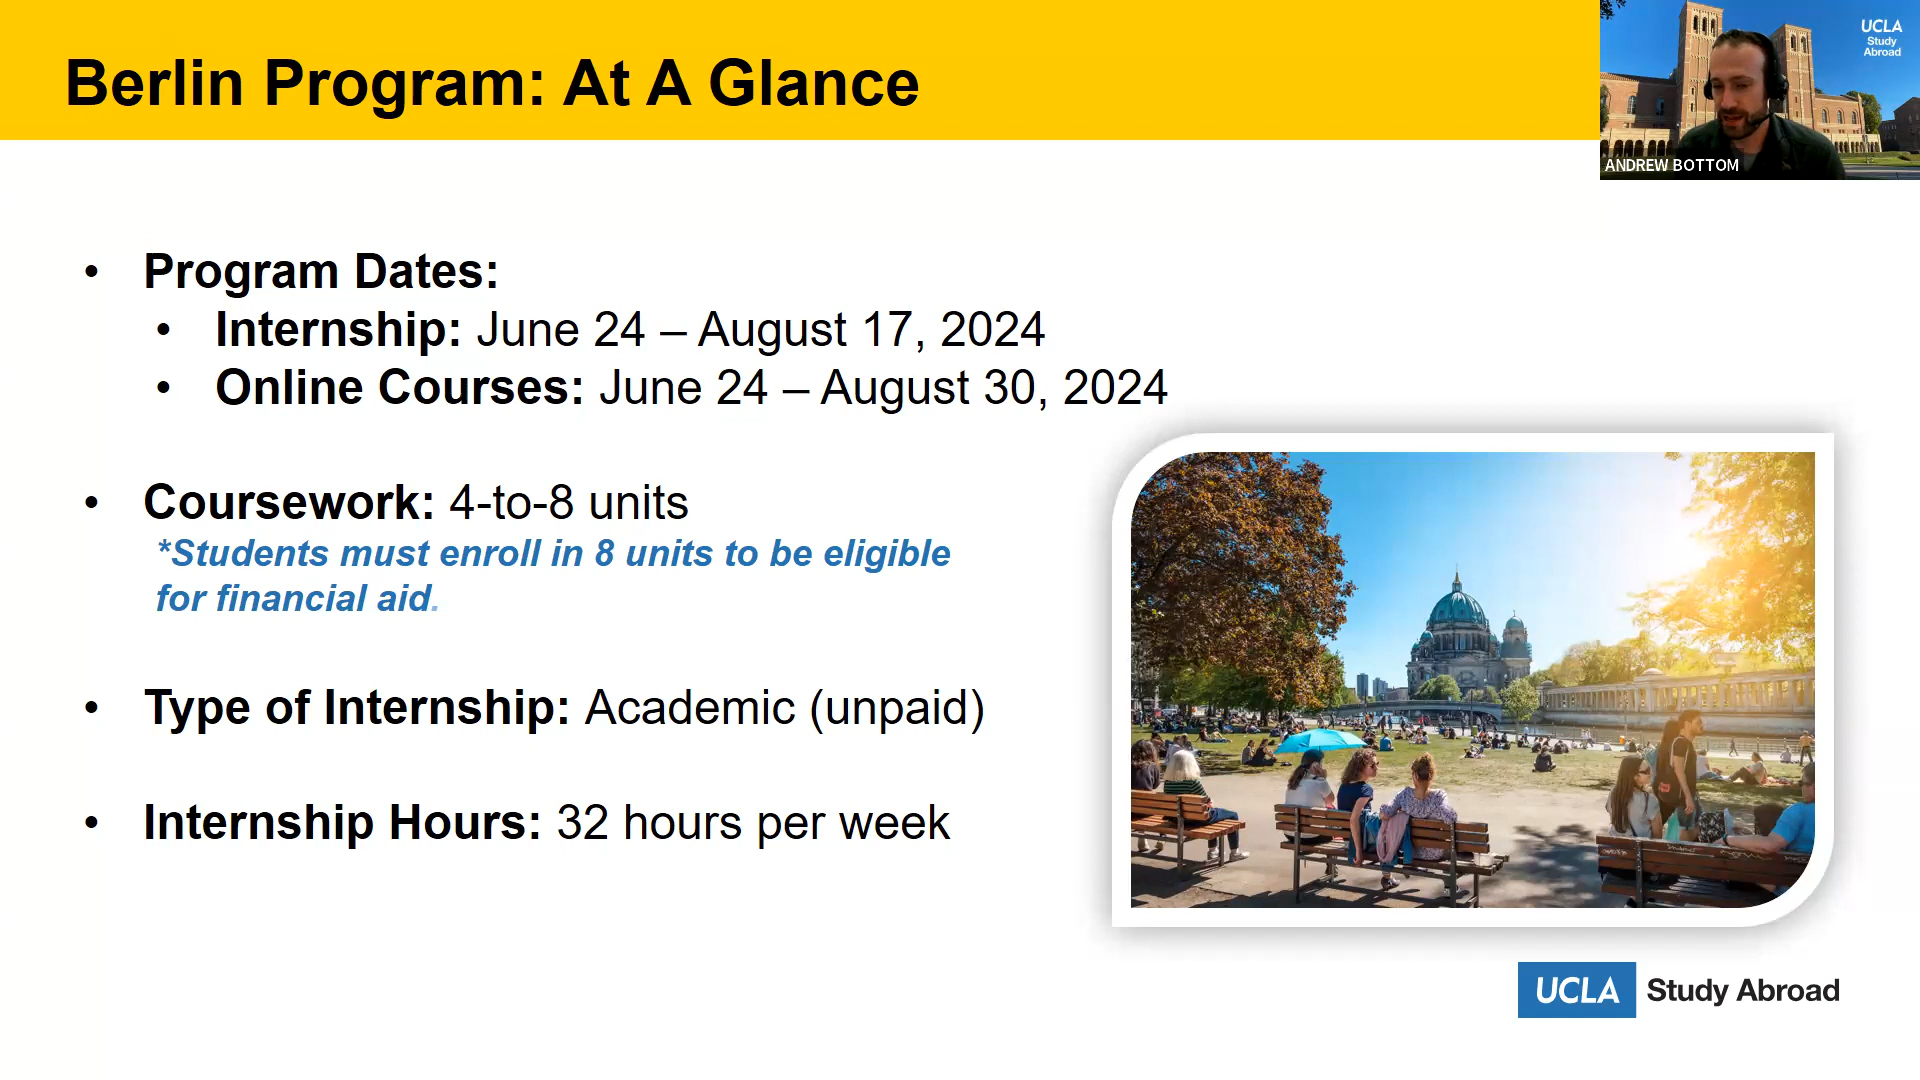 Berlin Program: At A Glance
UCLA
Study
Abroad
ANDREW BOTTOM
• Program Dates:
• Internship: June 24 – August 17, 2024
• Online Courses: June 24 – August 30, 2024
• Coursework: 4-to-8 units
*Students must enroll in 8 units to be eligible
for financial aid.
• Type of Internship: Academic (unpaid)
• Internship Hours: 32 hours per week
UCLA Study Abroad